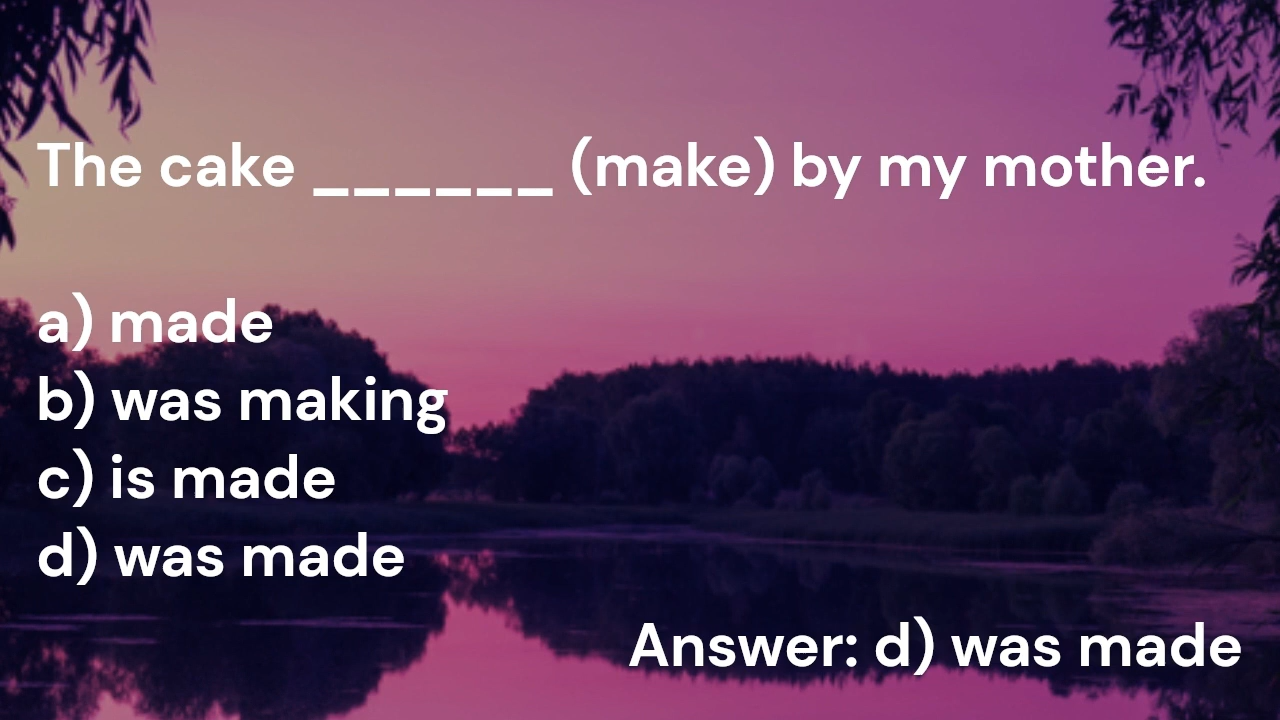 The cake ______ (make) by my mother.
a) made
b) was making
c) is made
d) was made
Answer: d) was made